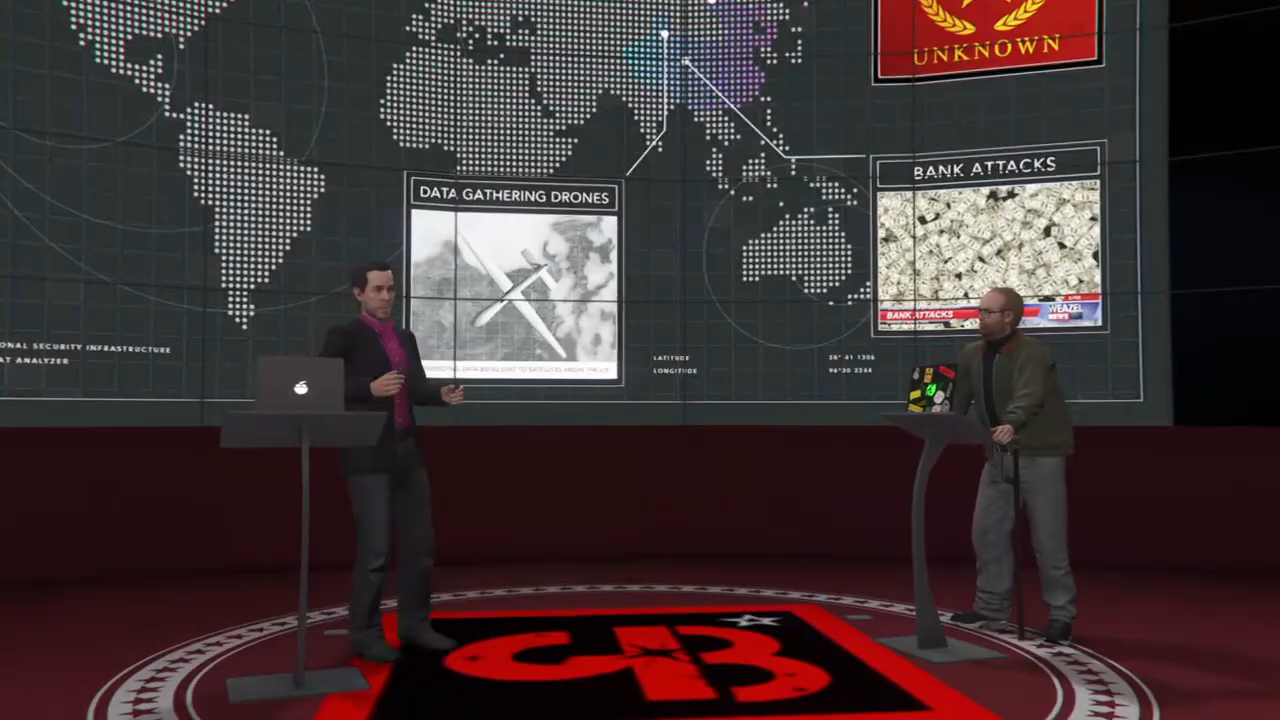 UNKNOWN
BANK ATTACKS
DATA GATHERING DRONES
BANK ATTACKS
WEAZEL
NEWS
ONAL SECURITY INFRASTRUCTURE
AT ANALYZER
LATITUDE
LONGITUDE